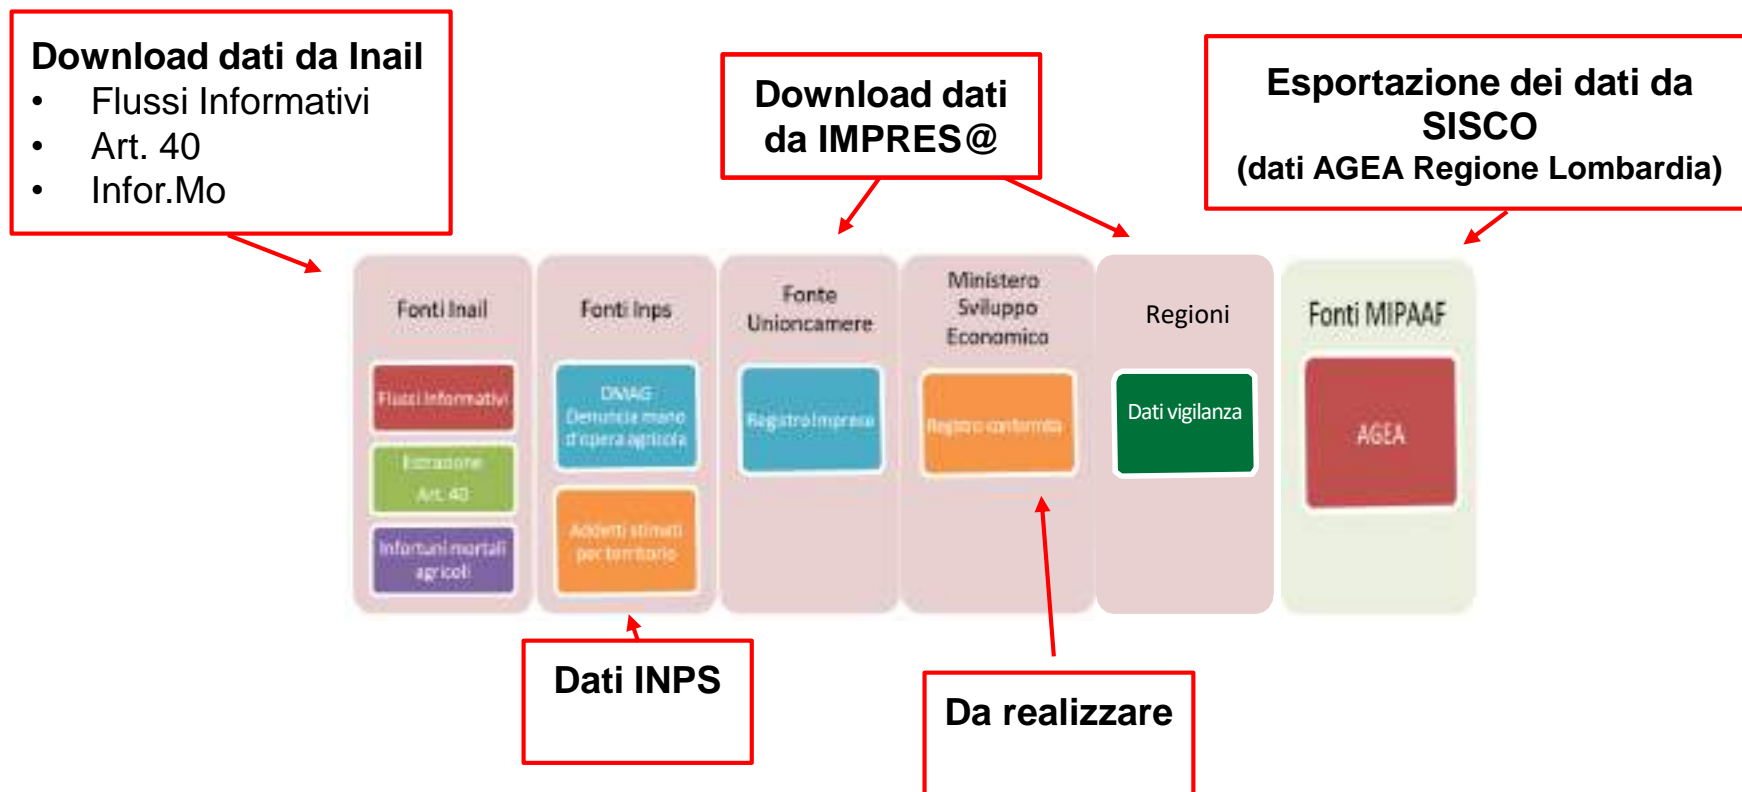 Download dati da Inail
• Flussi Informativi
• Art. 40
• Infor.Mo
Download dati
da IMPRES@
Esportazione dei dati da
SISCO
(dati AGEA Regione Lombardia)
Fonti Inail
Flussi Informativi
Estrazione
Art. 40
Infortuni mortali
agricoli
Fonti Inps
DMAG
Denuncia mano
d'opera agricola
Addetti stimati
per territorio
Fonte
Unioncamere
Registro Imprese
Ministero
Sviluppo
Economico
Registro conformità
Regioni
Dati vigilanza
Fonti MIPAAF
AGEA
Dati INPS
Da realizzare